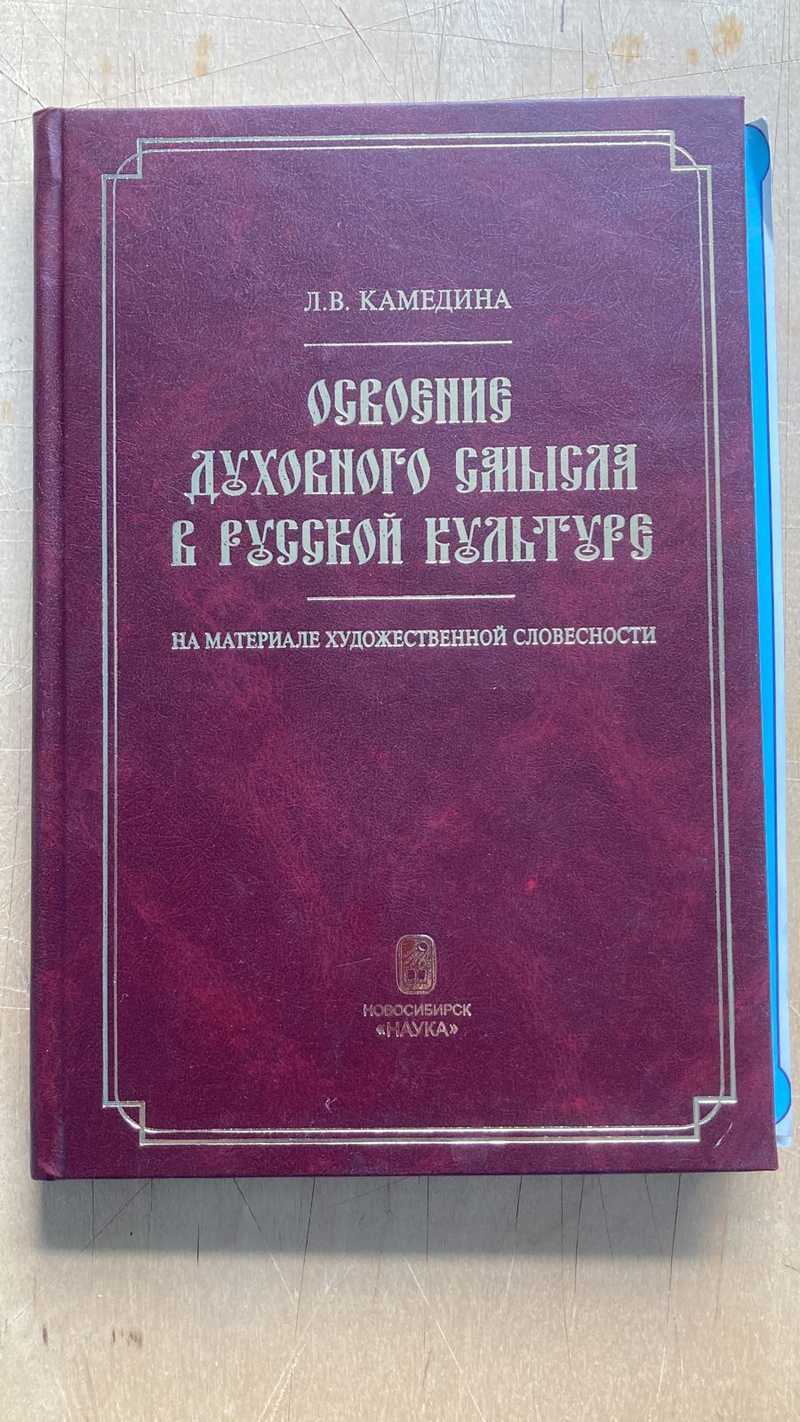 Л.В. КАМЕДИНА
ОСВОЕНИЕ
ДУХОВНОГО СМЫСЛА
В РУССКОЙ КУЛЬТУРЕ
НА МАТЕРИАЛЕ ХУДОЖЕСТВЕННОЙ СЛОВЕСНОСТИ
НОВОСИБИРСК
«НАУКА»